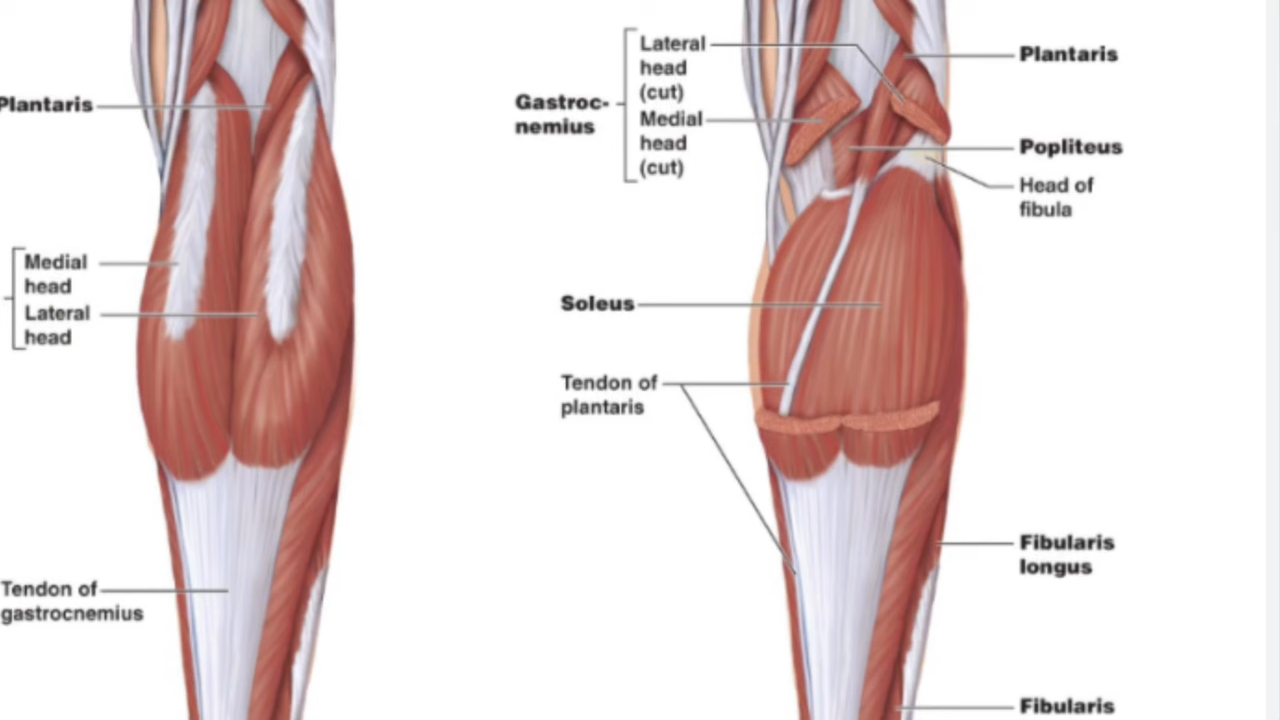 Plantaris
Medial
head
Lateral
head
Tendon of
gastrocnemius
Gastroc-
nemius
Lateral
head
(cut)
Medial
head
(cut)
Plantaris
Popliteus
Head of
fibula
Soleus
Tendon of
plantaris
Fibularis
longus
Fibularis